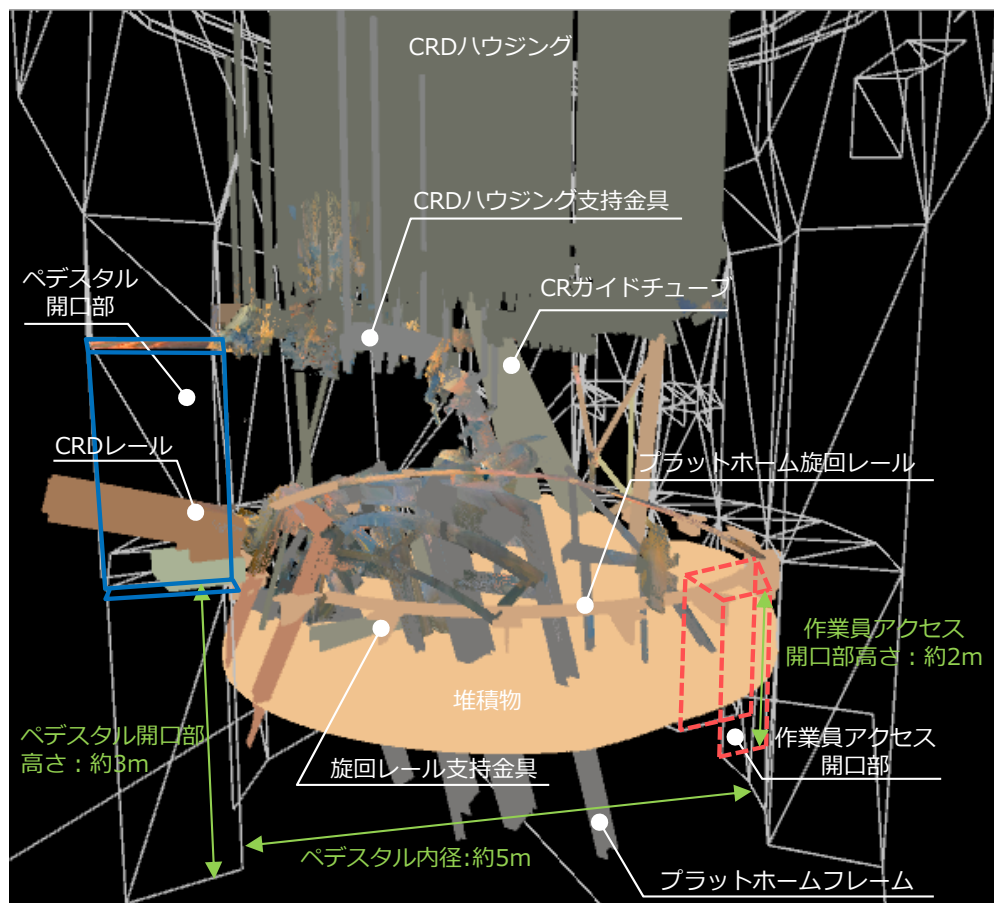 CRDハウジング
CRDハウジング支持金具
ペデスタル
開口部
CRガイドチューブ
CRDレール
プラットホーム旋回レール
作業員アクセス
開口部高さ：約2m
堆積物
ペデスタル開口部
高さ：約3m
旋回レール支持金具
作業員アクセス
開口部
ペデスタル内径:約5m
プラットホームフレーム